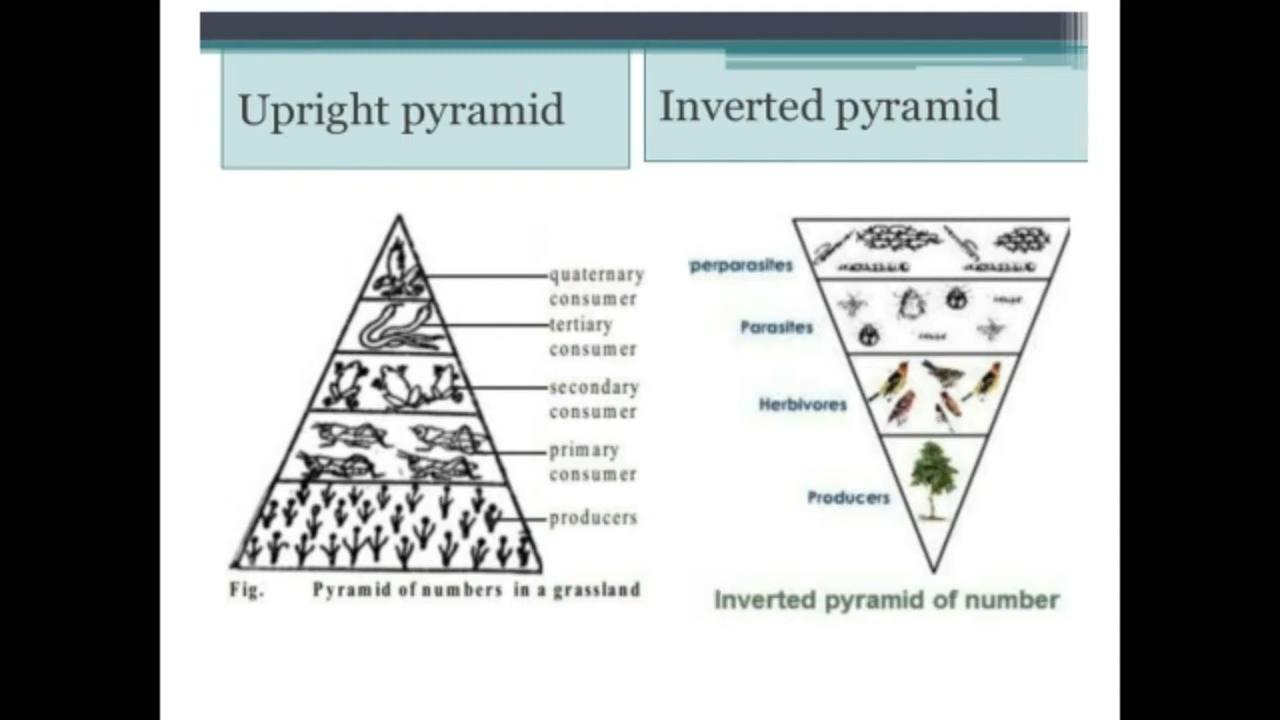 Upright pyramid
Inverted pyramid
quaternary
consumer
tertiary
consumer
secondary
consumer
primary
consumer
producers
Fig. Pyramid of numbers in a grassland
perparasites
Parasites
Herbivores
Producers
Inverted pyramid of number